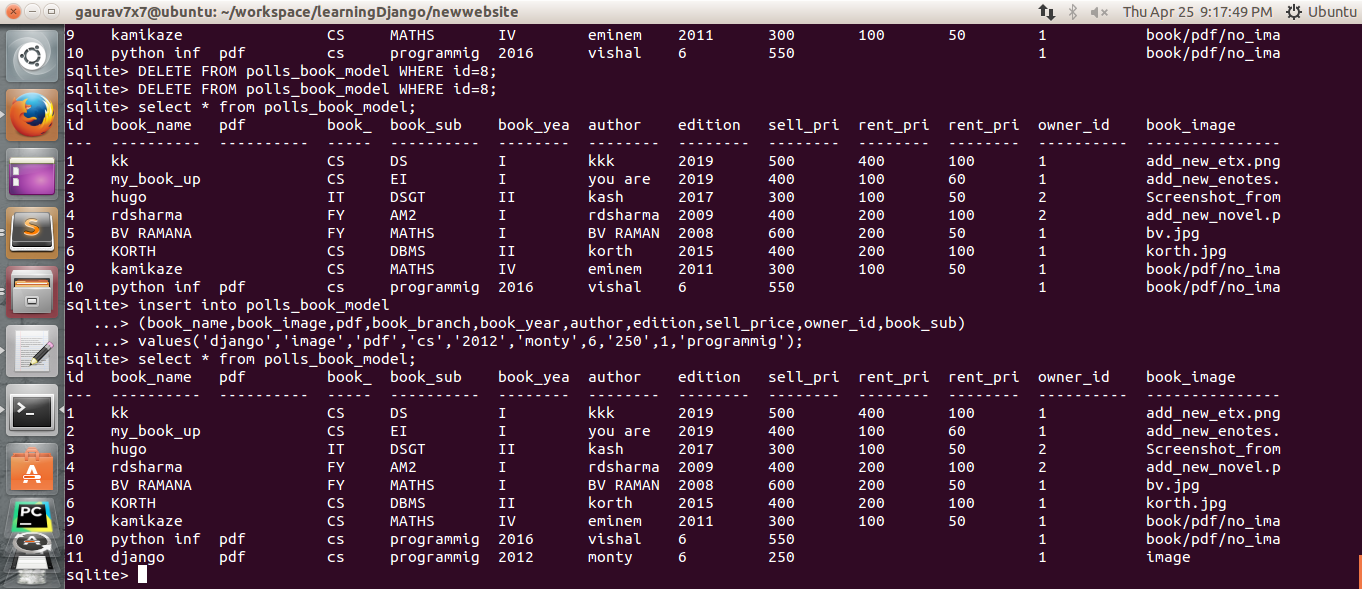 gaurav7x7@ubuntu: ~/workspace/learningDjango/newwebsite Thu Apr 25 9:17:49 PM Ubuntu
9 kamikaze CS MATHS IV eminem 2011 300 100 50 1 book/pdf/no_ima
10 python inf pdf cs programmig 2016 vishal 6 550 1 book/pdf/no_ima
sqlite> DELETE FROM polls_book_model WHERE id=8;
sqlite> DELETE FROM polls_book_model WHERE id=8;
sqlite> select * from polls_book_model;
id book_name pdf book_ book_sub book_yea author edition sell_pri rent_pri rent_pri owner_id book_image
--- ---------- ---------- ----- ---------- -------- -------- -------- -------- -------- -------- ---------- ---------------
1 kk CS DS I kkk 2019 500 400 100 1 add_new_etx.png
2 my_book_up CS EI I you are 2019 400 100 60 1 add_new_enotes.
3 hugo IT DSGT II kash 2017 300 100 50 2 Screenshot_from
4 rdsharma FY AM2 I rdsharma 2009 400 200 100 2 add_new_novel.p
5 BV RAMANA FY MATHS I BV RAMAN 2008 600 200 50 1 bv.jpg
6 KORTH CS DBMS II korth 2015 400 200 100 1 korth.jpg
9 kamikaze CS MATHS IV eminem 2011 300 100 50 1 book/pdf/no_ima
10 python inf pdf cs programmig 2016 vishal 6 550 1 book/pdf/no_ima
sqlite> insert into polls_book_model
...> (book_name,book_image,pdf,book_branch,book_year,author,edition,sell_price,owner_id,book_sub)
...> values('django','image','pdf','cs','2012','monty',6,'250',1,'programmig');
sqlite> select * from polls_book_model;
id book_name pdf book_ book_sub book_yea author edition sell_pri rent_pri rent_pri owner_id book_image
--- ---------- ---------- ----- ---------- -------- -------- -------- -------- -------- -------- ---------- ---------------
1 kk CS DS I kkk 2019 500 400 100 1 add_new_etx.png
2 my_book_up CS EI I you are 2019 400 100 60 1 add_new_enotes.
3 hugo IT DSGT II kash 2017 300 100 50 2 Screenshot_from
4 rdsharma FY AM2 I rdsharma 2009 400 200 100 2 add_new_novel.p
5 BV RAMANA FY MATHS I BV RAMAN 2008 600 200 50 1 bv.jpg
6 KORTH CS DBMS II korth 2015 400 200 100 1 korth.jpg
9 kamikaze CS MATHS IV eminem 2011 300 100 50 1 book/pdf/no_ima
10 python inf pdf cs programmig 2016 vishal 6 550 1 book/pdf/no_ima
11 django pdf cs programmig 2012 monty 6 250 1 image
sqlite>
S
>_
A
PC